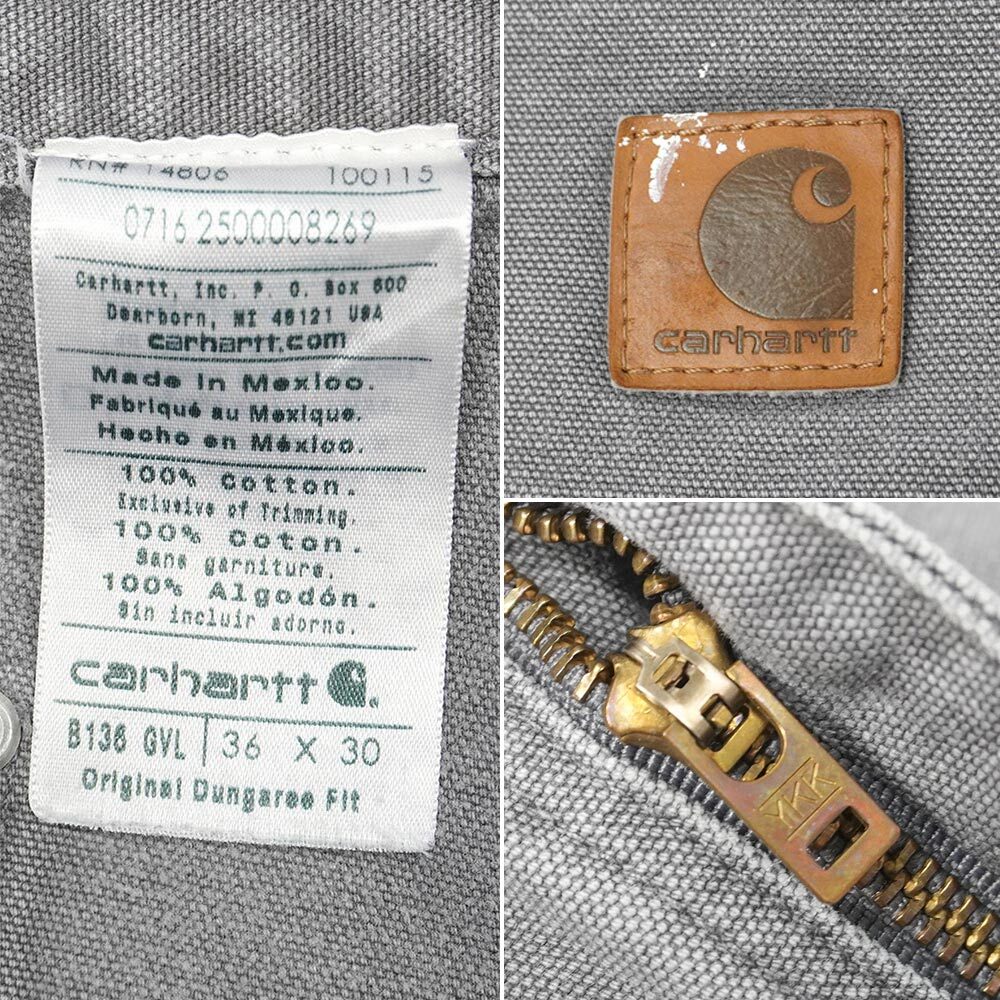 RN# 14806 100115
0716 2500008269
Carhartt, Inc. P. O. Box 600
Dearborn, MI 48121 USA
carhartt.com
Made in Mexico.
Fabriqué au Mexique.
Hecho en México.
100% Cotton.
Exclusive of Trimming.
100% Coton.
Sans garniture.
100% Algodón.
Sin incluir adorno.
carhartt
B136 GVL 36 X 30
Original Dungaree Fit
carhartt
YKK